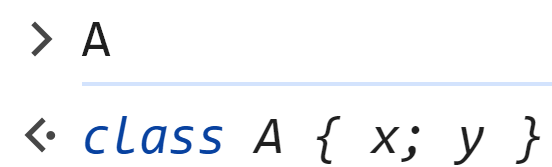 > A
class A { x; y }